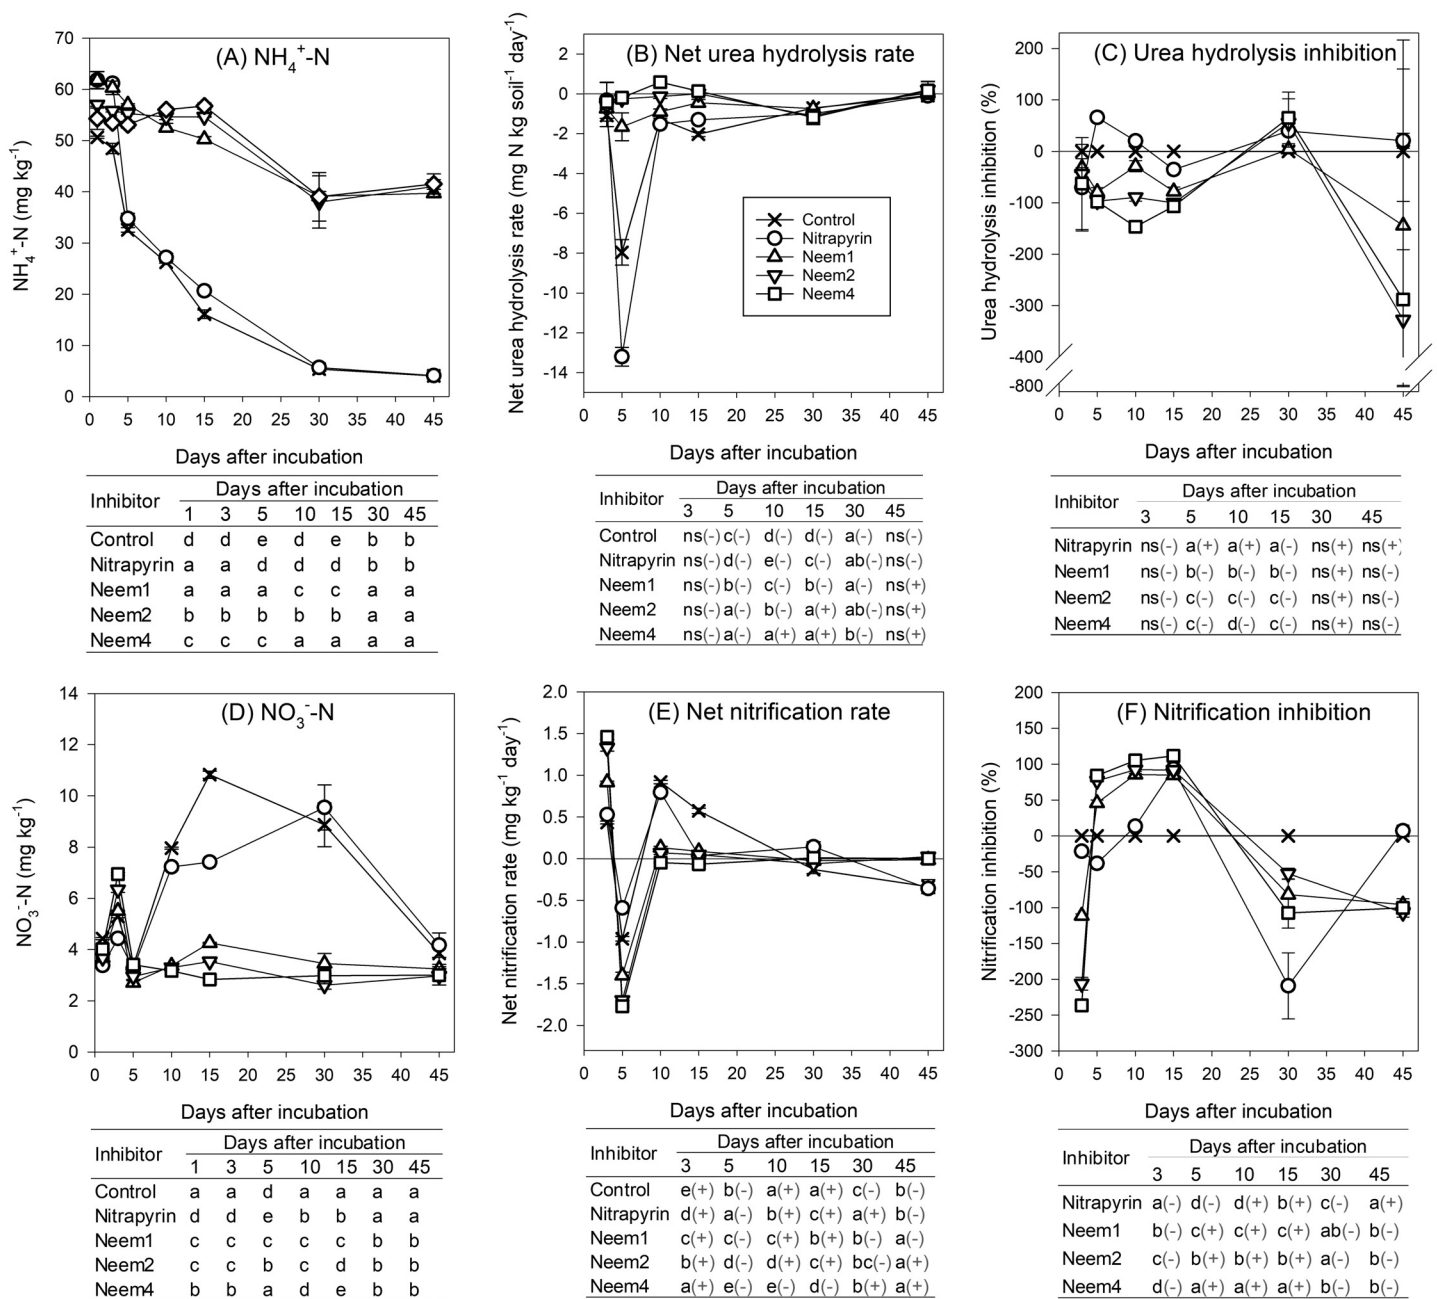 (A) NH4+-N
NH4+-N (mg kg-1)
70
60
50
40
30
20
10
0
0 5 10 15 20 25 30 35 40 45
Days after incubation
Inhibitor
Days after incubation
1 3 5 10 15 30 45
Control d d e d e b b
Nitrapyrin a a d d d b b
Neem1 a a a c c a a
Neem2 b b b b b a a
Neem4 c c c a a a a
(B) Net urea hydrolysis rate
Net urea hydrolysis rate (mg N kg soil-1 day-1)
2
0
-2
-4
-6
-8
-10
-12
-14
Control
Nitrapyrin
Neem1
Neem2
Neem4
0 5 10 15 20 25 30 35 40 45
Days after incubation
Inhibitor
Days after incubation
3 5 10 15 30 45
Control ns(-) c(-) d(-) d(-) a(-) ns(-)
Nitrapyrin ns(-) d(-) e(-) c(-) ab(-) ns(-)
Neem1 ns(-) b(-) c(-) b(-) a(-) ns(+)
Neem2 ns(-) a(-) b(-) a(+) ab(-) ns(+)
Neem4 ns(-) a(-) a(+) a(+) b(-) ns(+)
(C) Urea hydrolysis inhibition
Urea hydrolysis inhibition (%)
200
100
0
-100
-200
-300
-400
-800
0 5 10 15 20 25 30 35 40 45
Days after incubation
Inhibitor
Days after incubation
3 5 10 15 30 45
Nitrapyrin ns(-) a(+) a(+) a(-) ns(+) ns(+)
Neem1 ns(-) b(-) b(-) b(-) ns(+) ns(-)
Neem2 ns(-) c(-) c(-) c(-) ns(+) ns(-)
Neem4 ns(-) c(-) d(-) c(-) ns(+) ns(-)
(D) NO3--N
NO3--N (mg kg-1)
14
12
10
8
6
4
2
0
0 5 10 15 20 25 30 35 40 45
Days after incubation
Inhibitor
Days after incubation
1 3 5 10 15 30 45
Control a a d a a a a
Nitrapyrin d d e b b a a
Neem1 c c c c c b b
Neem2 c c b c d b b
Neem4 b b a d e b b
(E) Net nitrification rate
Net nitrification rate (mg kg-1 day-1)
2.0
1.5
1.0
0.5
0.0
-0.5
-1.0
-1.5
-2.0
0 5 10 15 20 25 30 35 40 45
Days after incubation
Inhibitor
Days after incubation
3 5 10 15 30 45
Control e(+) b(-) a(+) a(+) c(-) b(-)
Nitrapyrin d(+) a(-) b(+) c(+) a(+) b(-)
Neem1 c(+) c(-) c(+) b(+) b(-) a(-)
Neem2 b(+) d(-) d(+) c(+) bc(-) a(+)
Neem4 a(+) e(-) e(-) d(-) b(+) a(+)
(F) Nitrification inhibition
Nitrification inhibition (%)
200
150
100
50
0
-50
-100
-150
-200
-250
-300
0 5 10 15 20 25 30 35 40 45
Days after incubation
Inhibitor
Days after incubation
3 5 10 15 30 45
Nitrapyrin a(-) d(-) d(+) b(+) c(-) a(+)
Neem1 b(-) c(+) c(+) c(+) ab(-) b(-)
Neem2 c(-) b(+) b(+) b(+) a(-) b(-)
Neem4 d(-) a(+) a(+) a(+) b(-) b(-)